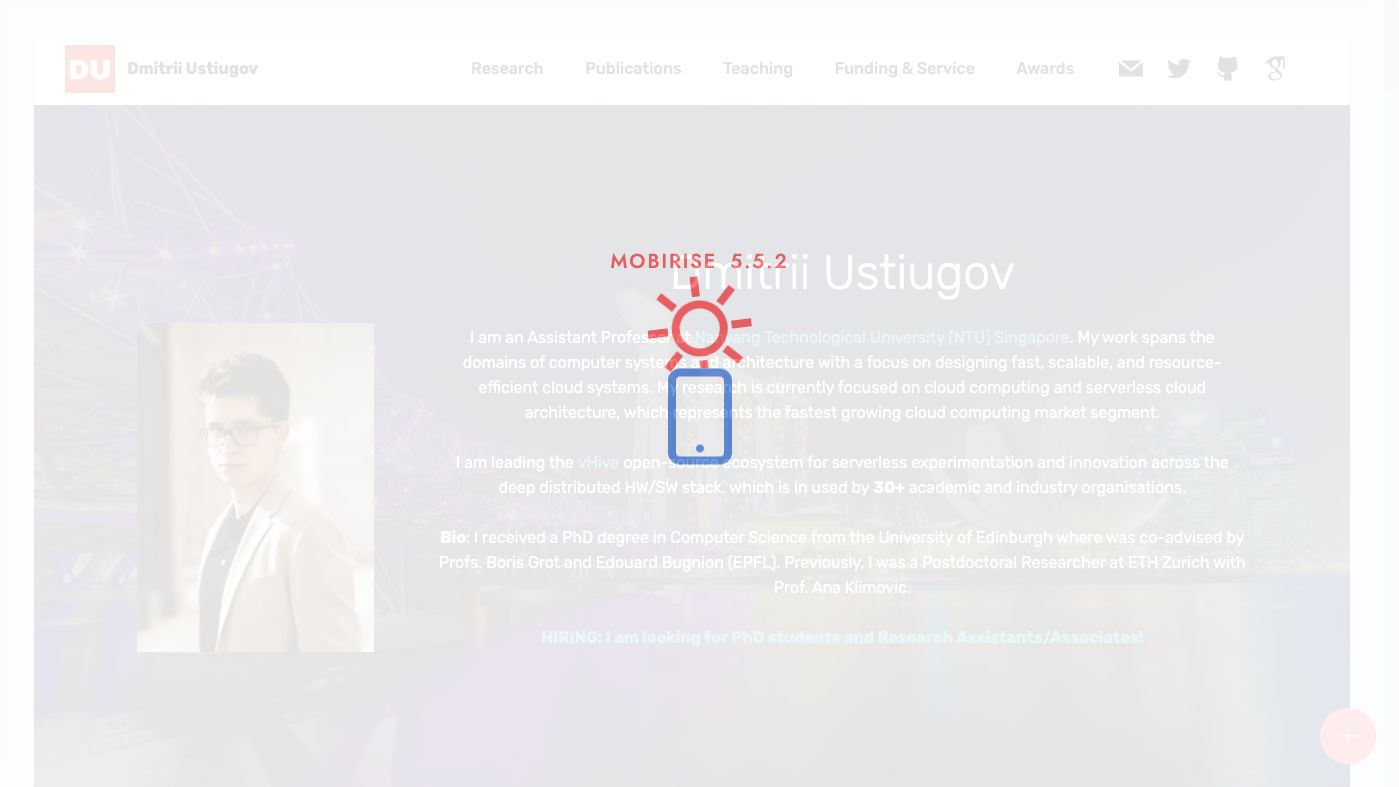 DU Dmitrii Ustiugov Research Publications Teaching Funding & Service Awards
MOBIRISE 5.5.2
Dmitrii Ustiugov
I am an Assistant Professor at Nanyang Technological University (NTU) Singapore. My work spans the
domains of computer systems and architecture with a focus on designing fast, scalable, and resource-
efficient cloud systems. My research is currently focused on cloud computing and serverless cloud
architecture, which represents the fastest growing cloud computing market segment.
I am leading the vHive open-source ecosystem for serverless experimentation and innovation across the
deep distributed HW/SW stack, which is in used by 30+ academic and industry organisations.
Bio: I received a PhD degree in Computer Science from the University of Edinburgh where was co-advised by
Profs. Boris Grot and Edouard Bugnion (EPFL). Previously, I was a Postdoctoral Researcher at ETH Zurich with
Prof. Ana Klimovic.
HIRING: I am looking for PhD students and Research Assistants/Associates!